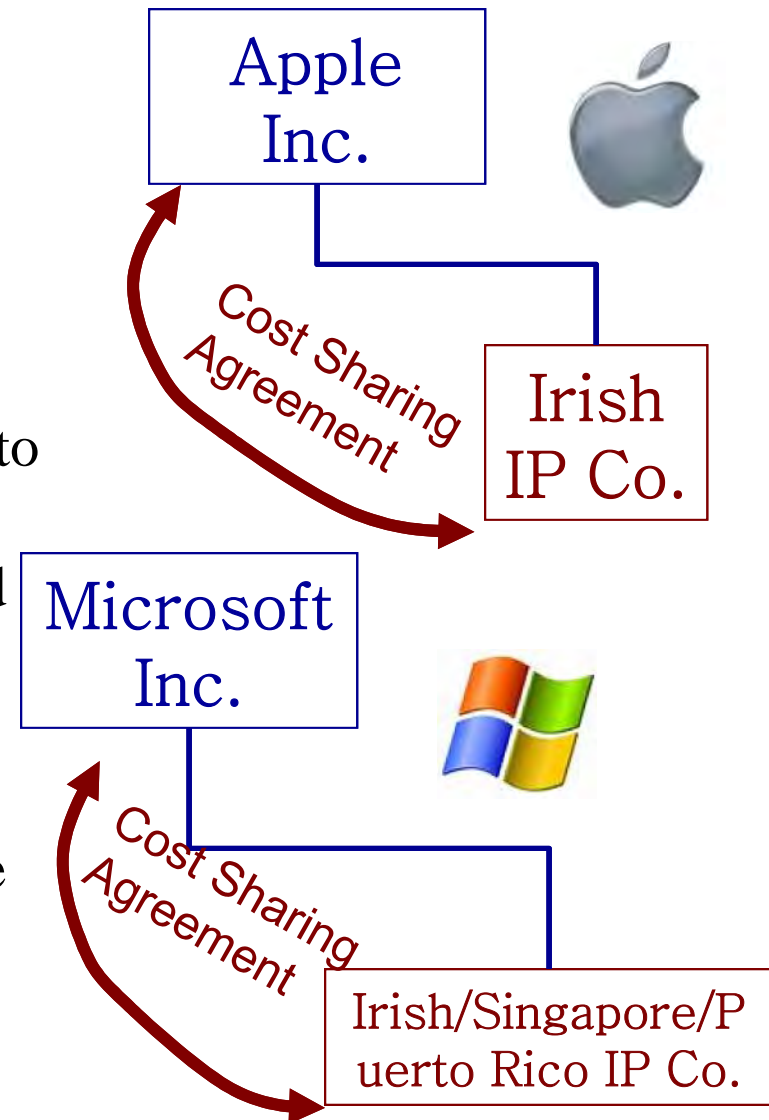 Apple
Inc.
Cost Sharing
Agreement
Irish
IP Co.
to
d
Microsoft
Inc.
Cost Sharing
Agreement
e
Irish/Singapore/P
uerto Rico IP Co.